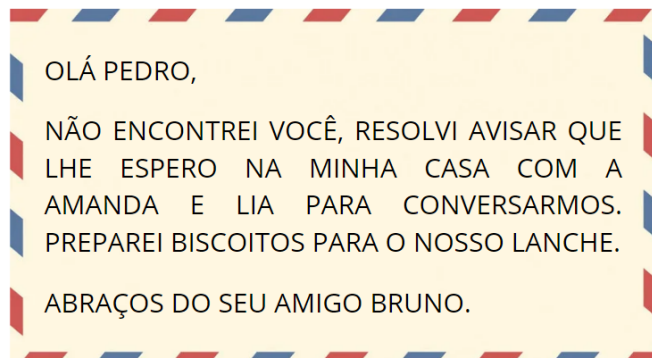 OLÁ PEDRO,
NÃO ENCONTREI VOCÊ, RESOLVI AVISAR QUE
LHE ESPERO NA MINHA CASA COM A
AMANDA E LIA PARA CONVERSARMOS.
PREPAREI BISCOITOS PARA O NOSSO LANCHE.
ABRAÇOS DO SEU AMIGO BRUNO.